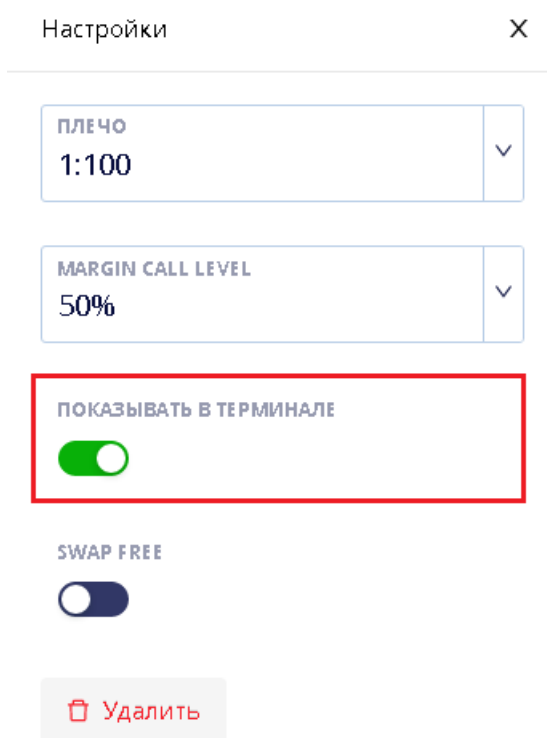 Настройки
ПЛЕЧО
1:100
MARGIN CALL LEVEL
50%
ПОКАЗЫВАТЬ В ТЕРМИНАЛЕ
SWAP FREE
Удалить